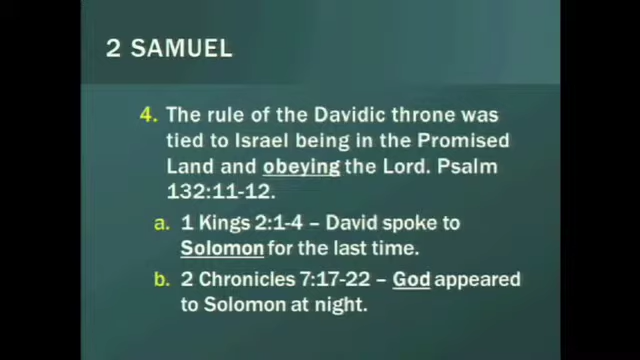 2 SAMUEL
4. The rule of the Davidic throne was
tied to Israel being in the Promised
Land and obeying the Lord. Psalm
132:11-12.
a. 1 Kings 2:1-4 – David spoke to
Solomon for the last time.
b. 2 Chronicles 7:17-22 – God appeared
to Solomon at night.